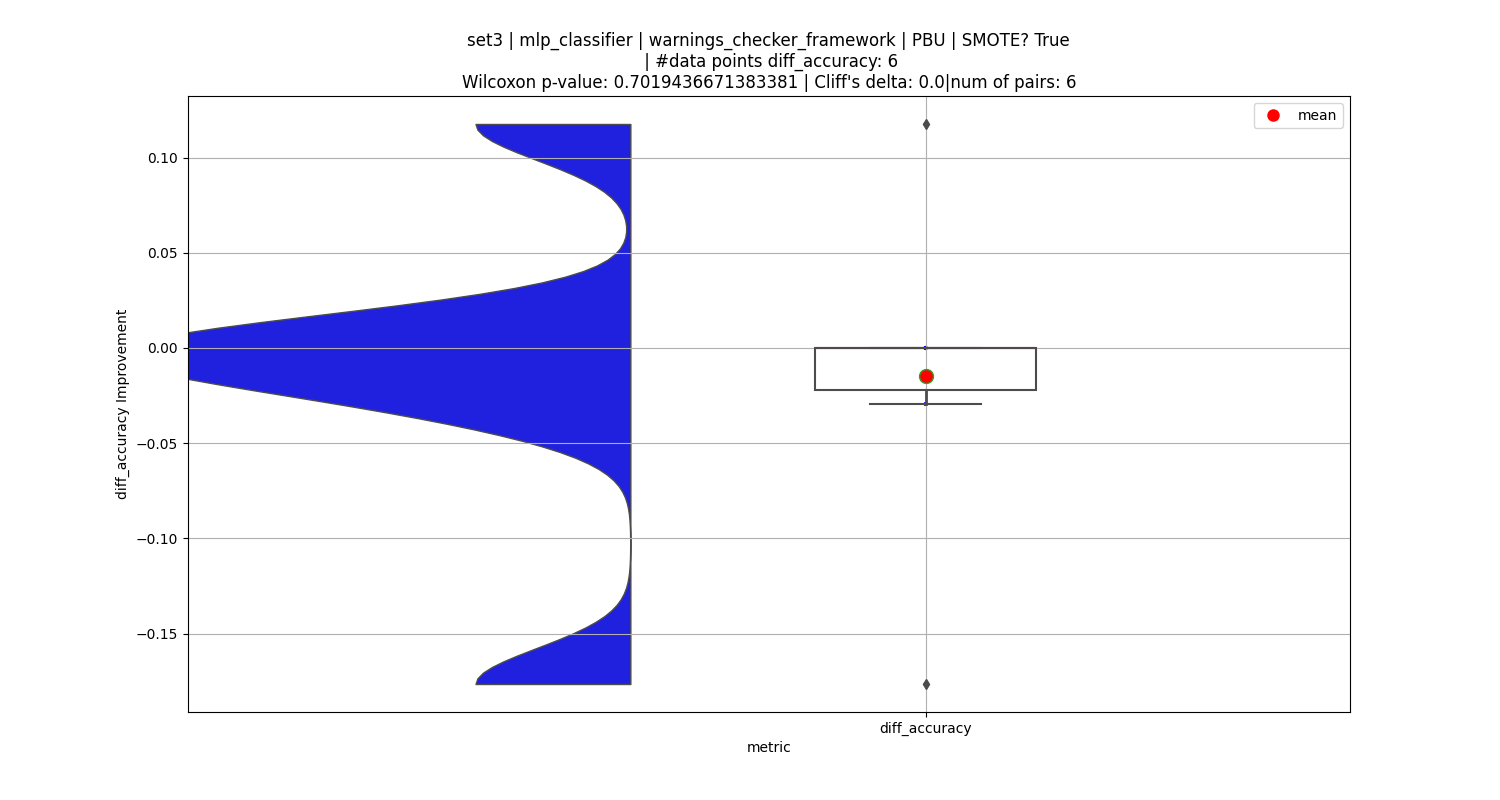 set3 | mlp_classifier | warnings_checker_framework | PBU | SMOTE? True
| #data points diff_accuracy: 6
Wilcoxon p-value: 0.7019436671383381 | Cliff's delta: 0.0|num of pairs: 6
mean
0.10
0.05
0.00
−0.05
−0.10
−0.15
diff_accuracy Improvement
diff_accuracy
metric